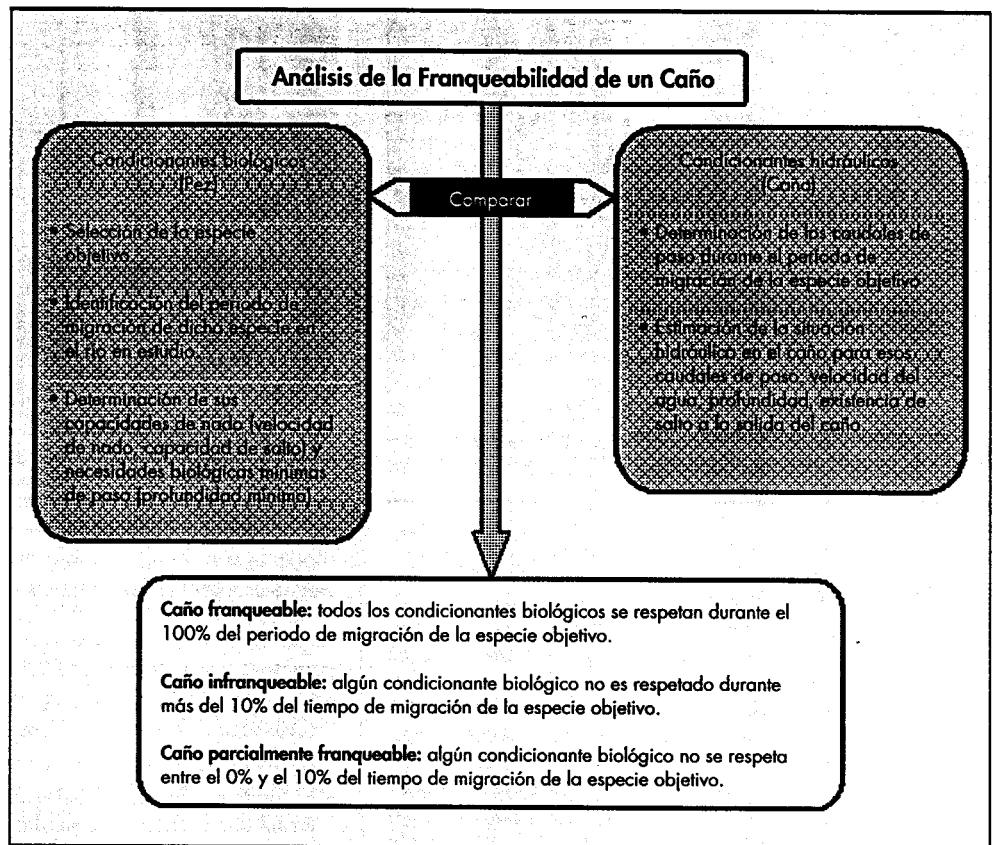 Análisis de la Franqueabilidad de un Caño
Condicionantes biológicos
(Pez)
• Selección de la especie
objetivo.
• Identificación del periodo de
migración de dicha especie en
el río en estudio.
• Determinación de sus
capacidades de nado (velocidad
de nado, capacidad de salto) y
necesidades biológicas mínimas
de paso (profundidad mínima)
Comparar
Condicionantes hidráulicos
(Caño)
• Determinación de los caudales de
paso durante el periodo de
migración de la especie objetivo
• Estimación de la situación
hidráulica en el caño para esos
caudales de paso: velocidad del
agua, profundidad, existencia de
salto a la salida del caño.
Caño franqueable: todos los condicionantes biológicos se respetan durante el
100% del periodo de migración de la especie objetivo.
Caño infranqueable: algún condicionante biológico no es respetado durante
más del 10% del tiempo de migración de la especie objetivo.
Caño parcialmente franqueable: algún condicionante biológico no se respeta
entre el 0% y el 10% del tiempo de migración de la especie objetivo.